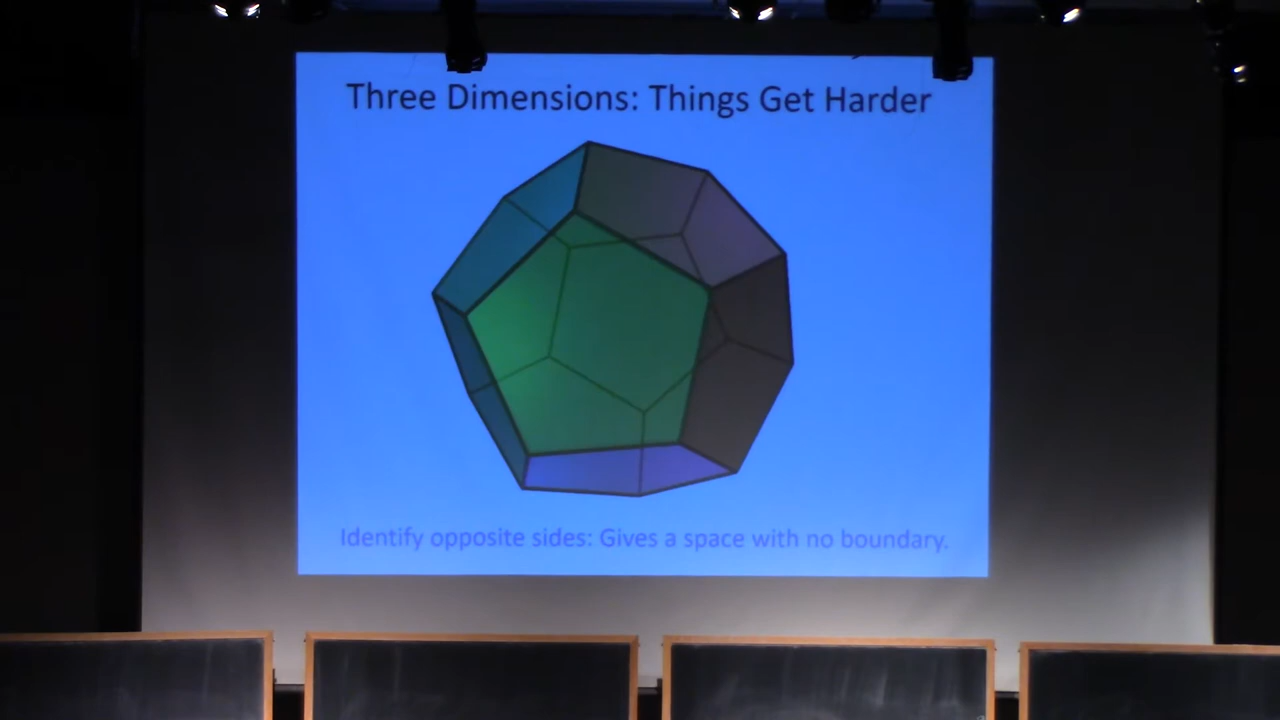 Three Dimensions: Things Get Harder
Identify opposite sides: Gives a space with no boundary.